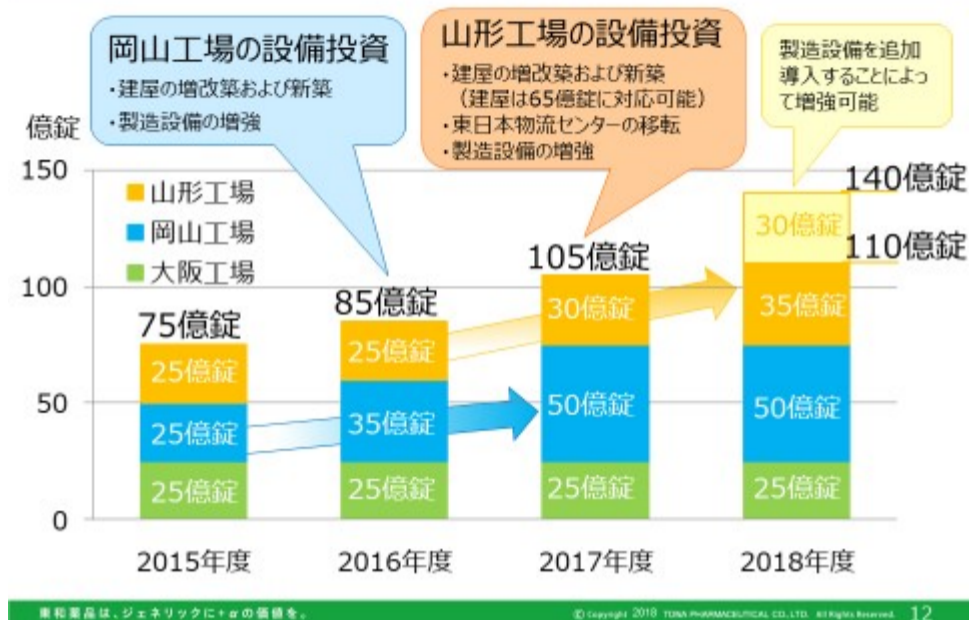 岡山工場の設備投資
・建屋の増改築および新築
・製造設備の増強
山形工場の設備投資
・建屋の増改築および新築
（建屋は65億錠に対応可能）
・東日本物流センターの移転
・製造設備の増強
製造設備を追加
導入することによっ
て増強可能
億錠
150
100
50
0
山形工場
岡山工場
大阪工場
75億錠
25億錠
25億錠
25億錠
85億錠
25億錠
35億錠
25億錠
105億錠
30億錠
50億錠
25億錠
140億錠
30億錠
110億錠
35億錠
50億錠
25億錠
2015年度
2016年度
2017年度
2018年度
東和薬品は、ジェネリックに+αの価値を。
© Copyright 2018 TOWA PHARMACEUTICAL CO., LTD. All Rights Reserved.
12